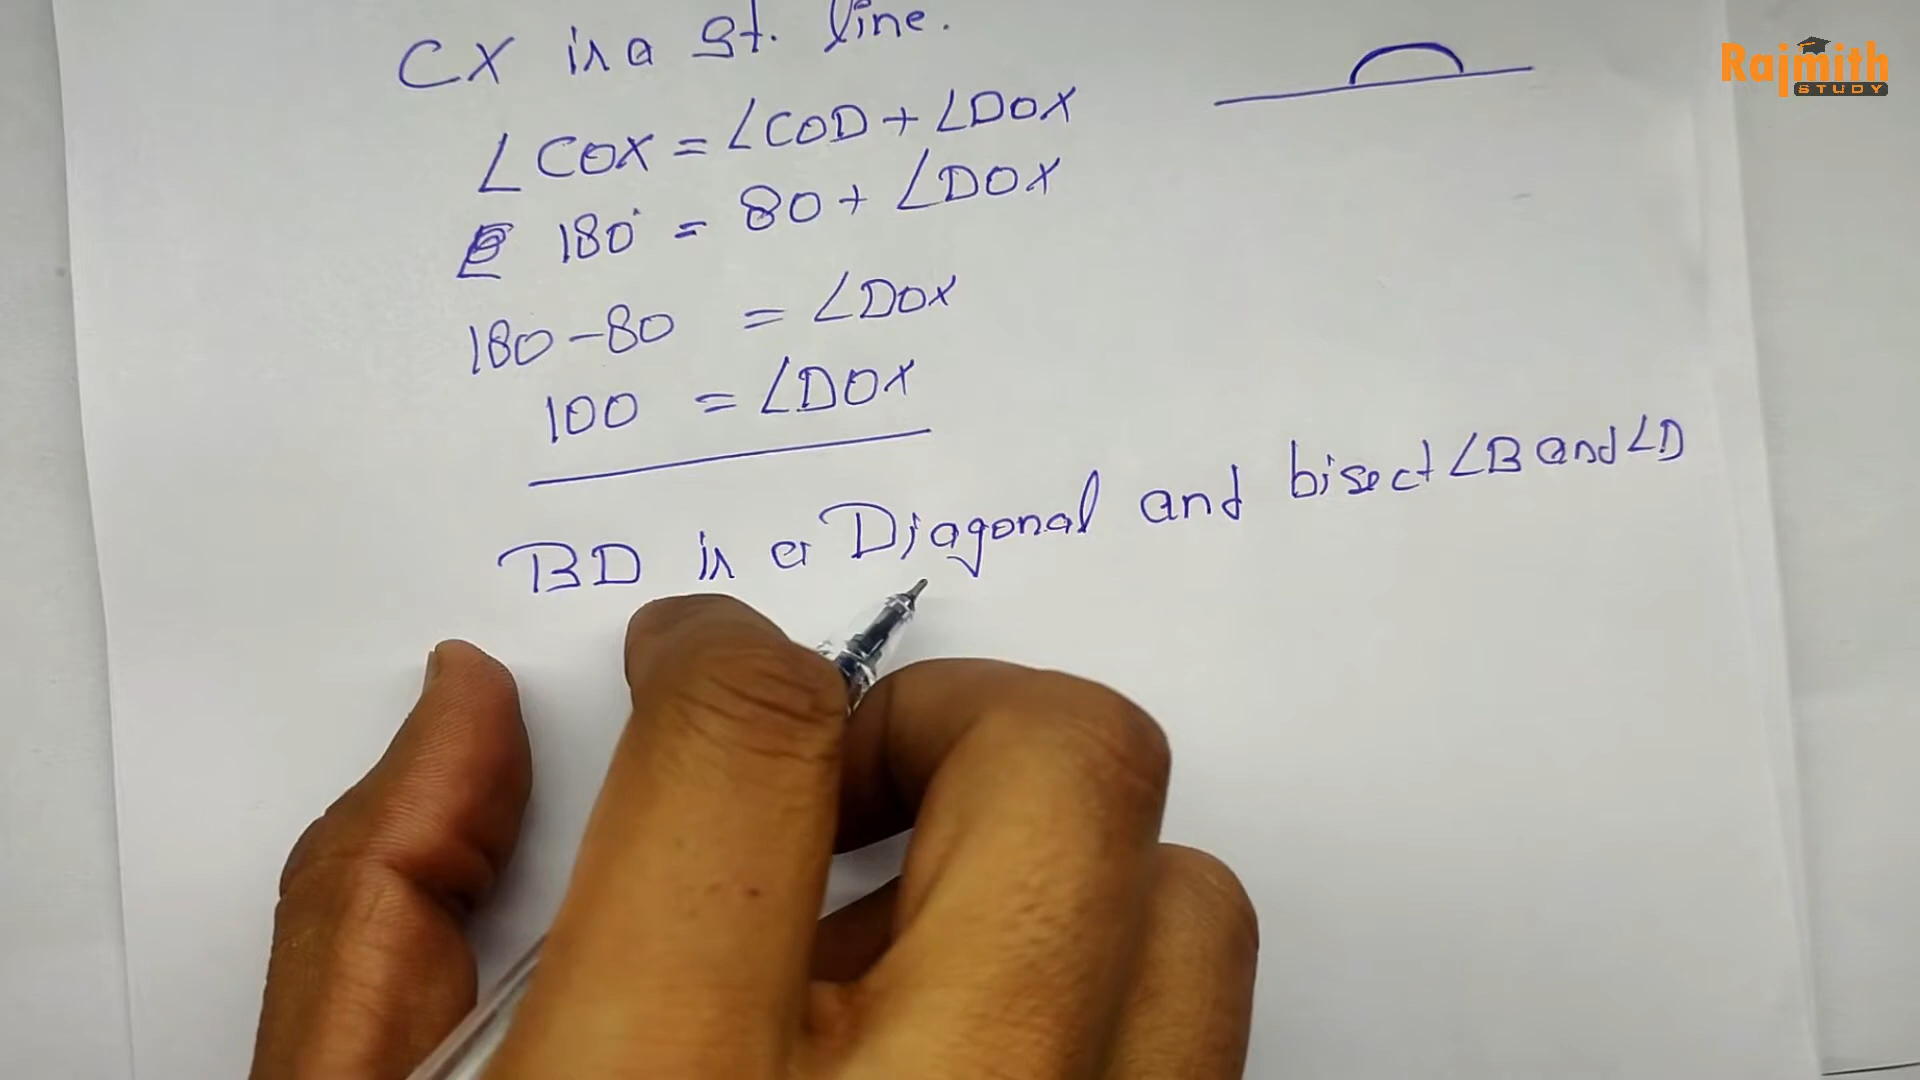 CX is a st. line.
Rajmith
STUDY
∠COX = ∠COD + ∠DOX
180° = 80 + ∠DOX
180 - 80 = ∠DOX
100 = ∠DOX
BD is a Diagonal and bisect ∠B and ∠D